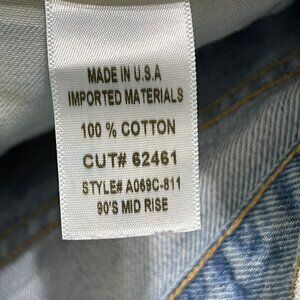 MADE IN U.S.A
IMPORTED MATERIALS
100 % COTTON
CUT# 62461
STYLE# A069C-811
90'S MID RISE